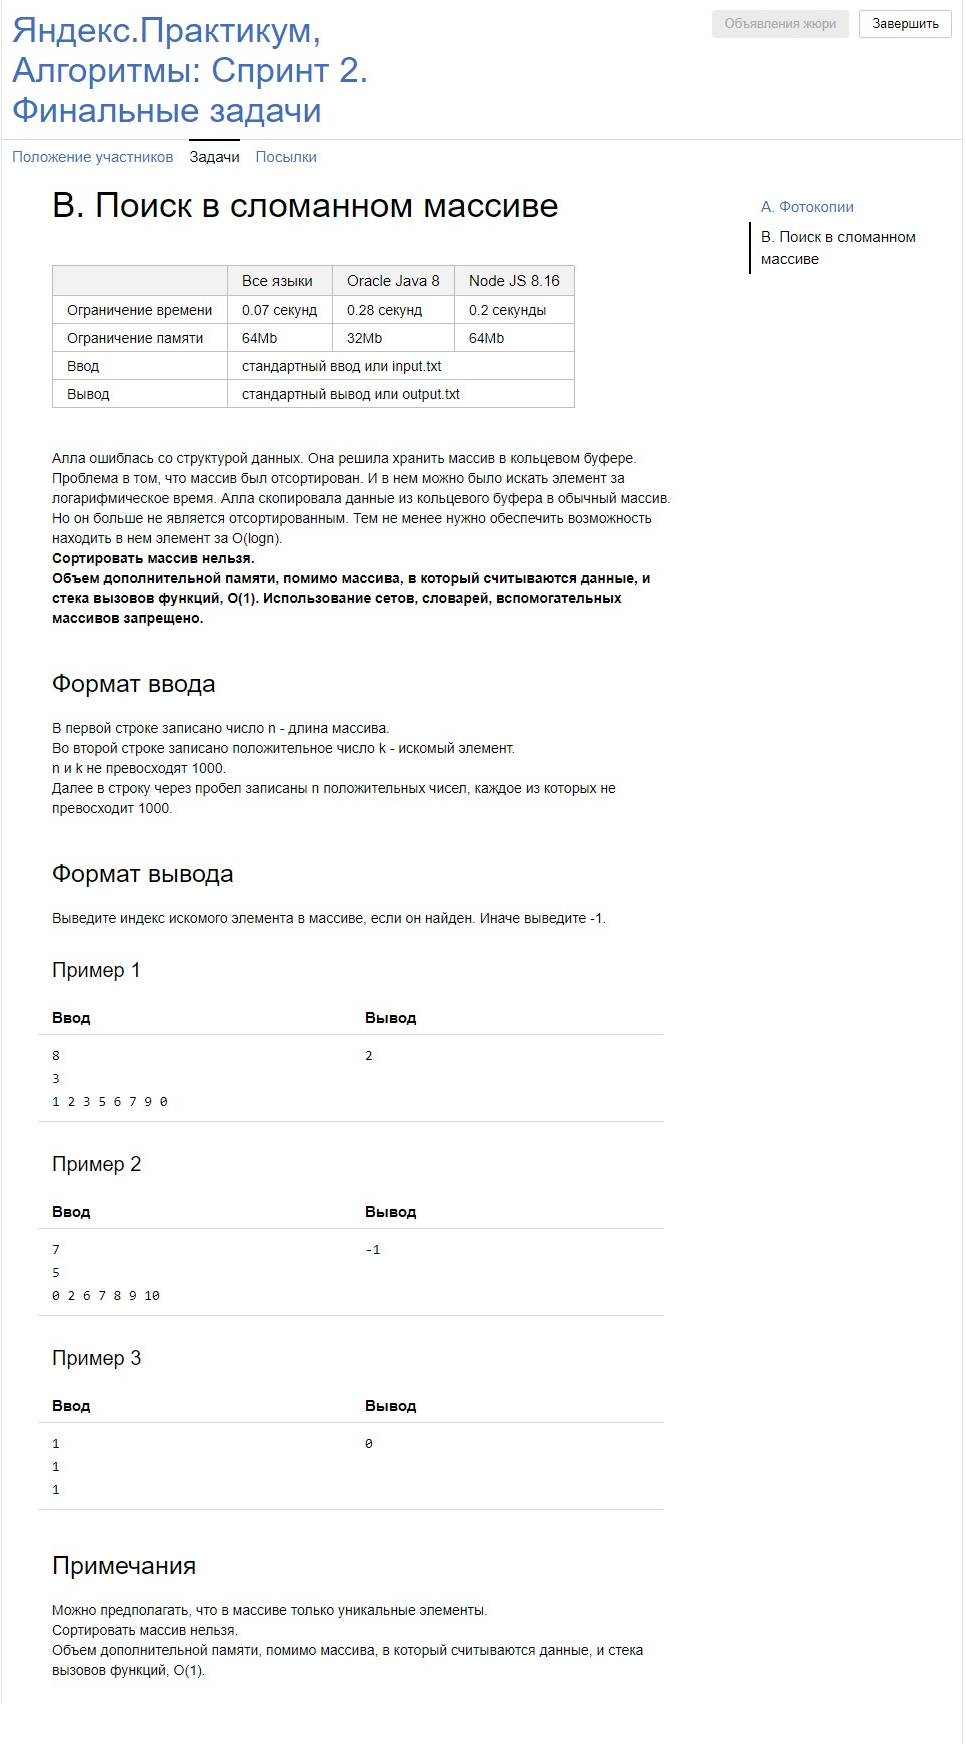 Яндекс.Практикум,
Алгоритмы: Спринт 2.
Финальные задачи
Объявления жюри
Завершить
Положение участников Задачи Посылки
B. Поиск в сломанном массиве
A. Фотокопии
B. Поиск в сломанном
массиве
Все языки Oracle Java 8 Node JS 8.16
Ограничение времени 0.07 секунд 0.28 секунд 0.2 секунды
Ограничение памяти 64Mb 32Mb 64Mb
Ввод стандартный ввод или input.txt
Вывод стандартный вывод или output.txt
Алла ошиблась со структурой данных. Она решила хранить массив в кольцевом буфере.
Проблема в том, что массив был отсортирован. И в нем можно было искать элемент за
логарифмическое время. Алла скопировала данные из кольцевого буфера в обычный массив.
Но он больше не является отсортированным. Тем не менее нужно обеспечить возможность
находить в нем элемент за O(logn).
Сортировать массив нельзя.
Объем дополнительной памяти, помимо массива, в который считываются данные, и
стека вызовов функций, O(1). Использование сетов, словарей, вспомогательных
массивов запрещено.
Формат ввода
В первой строке записано число n - длина массива.
Во второй строке записано положительное число k - искомый элемент.
n и k не превосходят 1000.
Далее в строку через пробел записаны n положительных чисел, каждое из которых не
превосходит 1000.
Формат вывода
Выведите индекс искомого элемента в массиве, если он найден. Иначе выведите -1.
Пример 1
Ввод Вывод
8 2
3
1 2 3 5 6 7 9 0
Пример 2
Ввод Вывод
7 -1
5
0 2 6 7 8 9 10
Пример 3
Ввод Вывод
1 0
1
1
Примечания
Можно предполагать, что в массиве только уникальные элементы.
Сортировать массив нельзя.
Объем дополнительной памяти, помимо массива, в который считываются данные, и стека
вызовов функций, O(1).